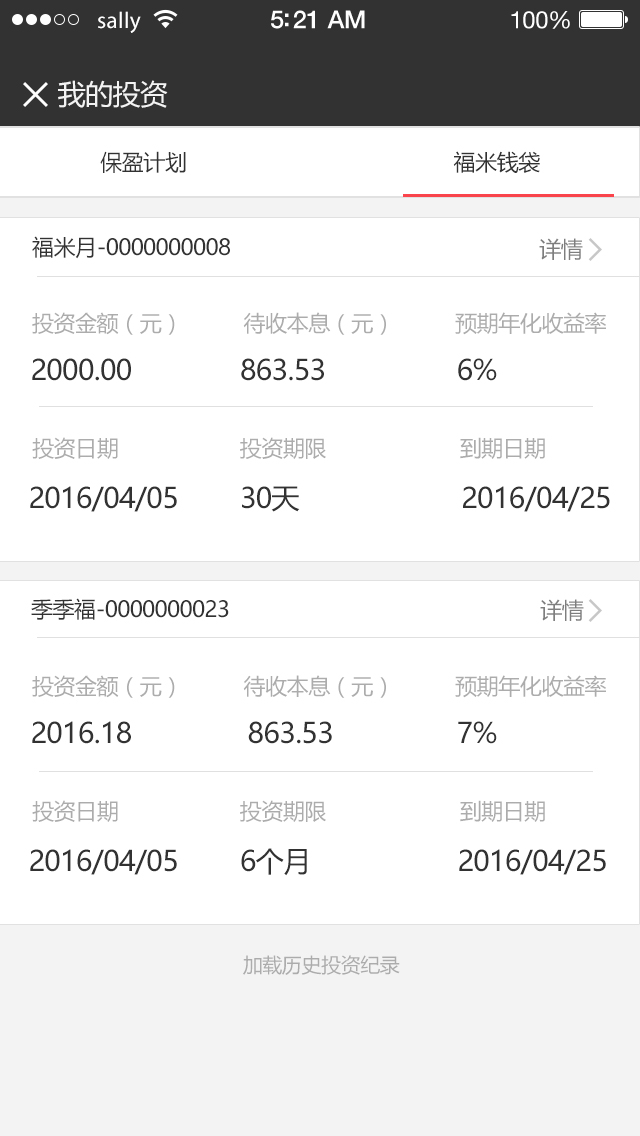 sally 5:21 AM 100%
我的投资
保盈计划 福米钱袋
福米月-0000000008 详情
投资金额（元） 待收本息（元） 预期年化收益率
2000.00 863.53 6%
投资日期 投资期限 到期日期
2016/04/05 30天 2016/04/25
季季福-0000000023 详情
投资金额（元） 待收本息（元） 预期年化收益率
2016.18 863.53 7%
投资日期 投资期限 到期日期
2016/04/05 6个月 2016/04/25
加载历史投资纪录